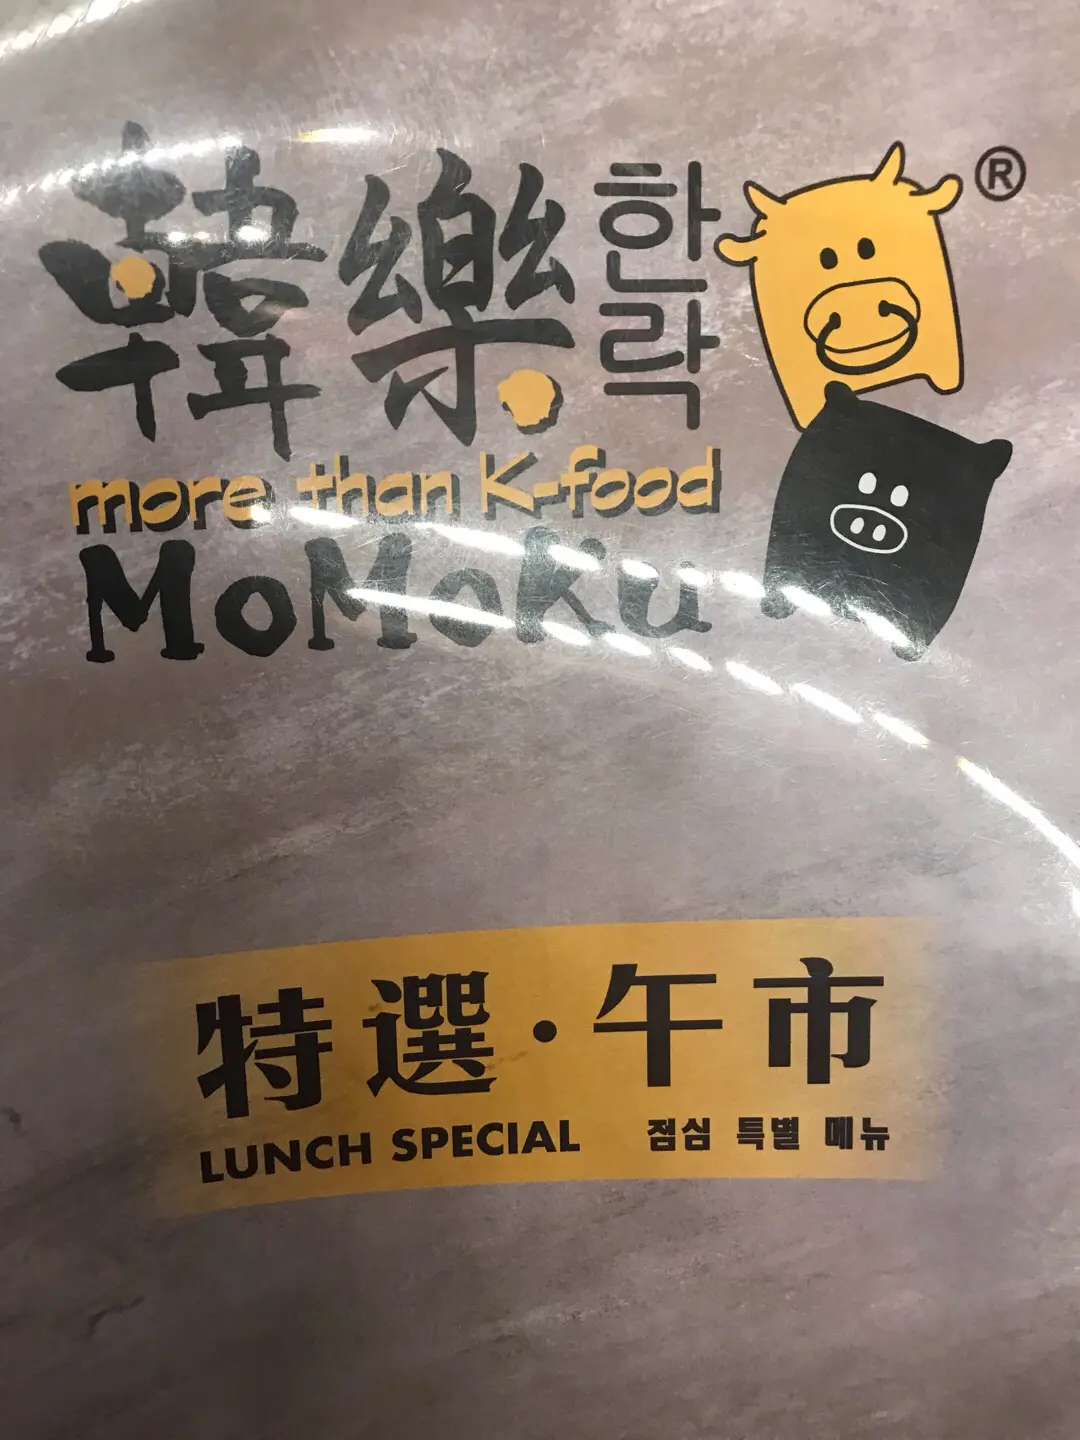 韓樂 한락 ®
more than K-food
MoMoKu
特選·午市
LUNCH SPECIAL 점심 특별 메뉴